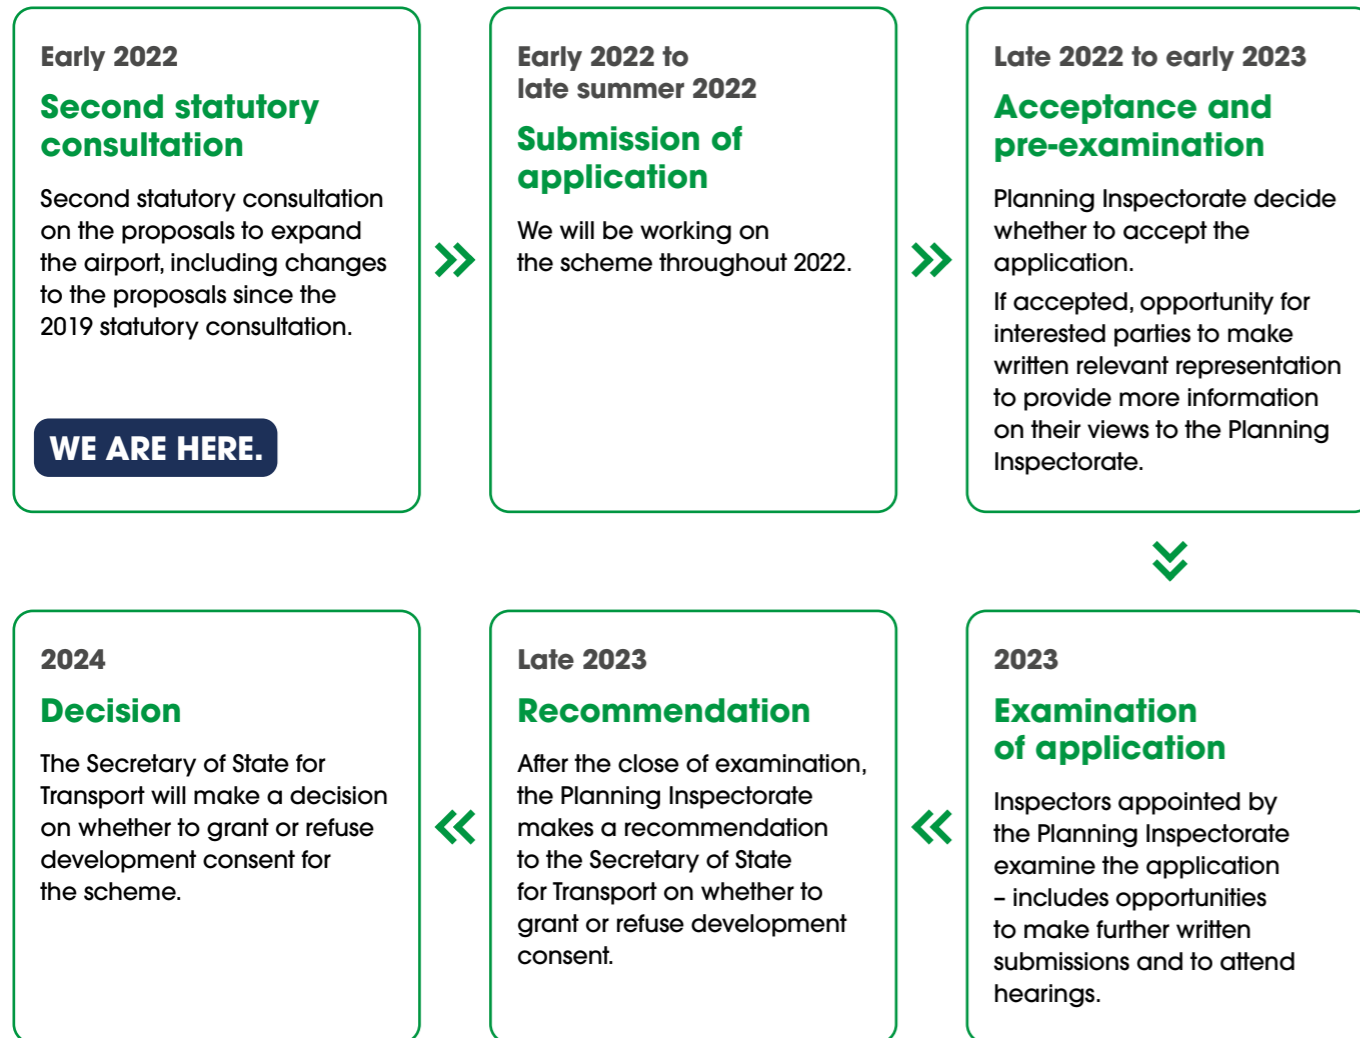 Early 2022
Second statutory
consultation
Second statutory consultation
on the proposals to expand
the airport, including changes
to the proposals since the
2019 statutory consultation.
WE ARE HERE.
Early 2022 to
late summer 2022
Submission of
application
We will be working on
the scheme throughout 2022.
Late 2022 to early 2023
Acceptance and
pre-examination
Planning Inspectorate decide
whether to accept the
application.
If accepted, opportunity for
interested parties to make
written relevant representation
to provide more information
on their views to the Planning
Inspectorate.
2023
Examination
of application
Inspectors appointed by
the Planning Inspectorate
examine the application
– includes opportunities
to make further written
submissions and to attend
hearings.
Late 2023
Recommendation
After the close of examination,
the Planning Inspectorate
makes a recommendation
to the Secretary of State
for Transport on whether to
grant or refuse development
consent.
2024
Decision
The Secretary of State for
Transport will make a decision
on whether to grant or refuse
development consent for
the scheme.